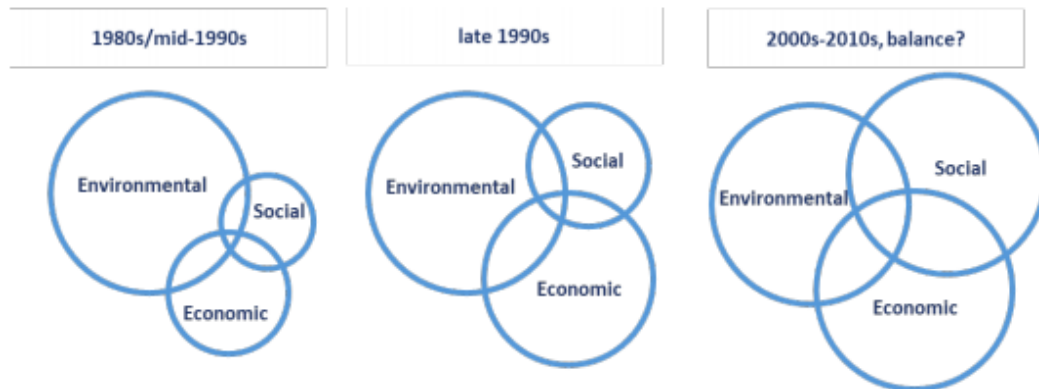 1980s/mid-1990s
late 1990s
2000s-2010s, balance?
Environmental
Social
Economic
Environmental
Social
Economic
Environmental
Social
Economic